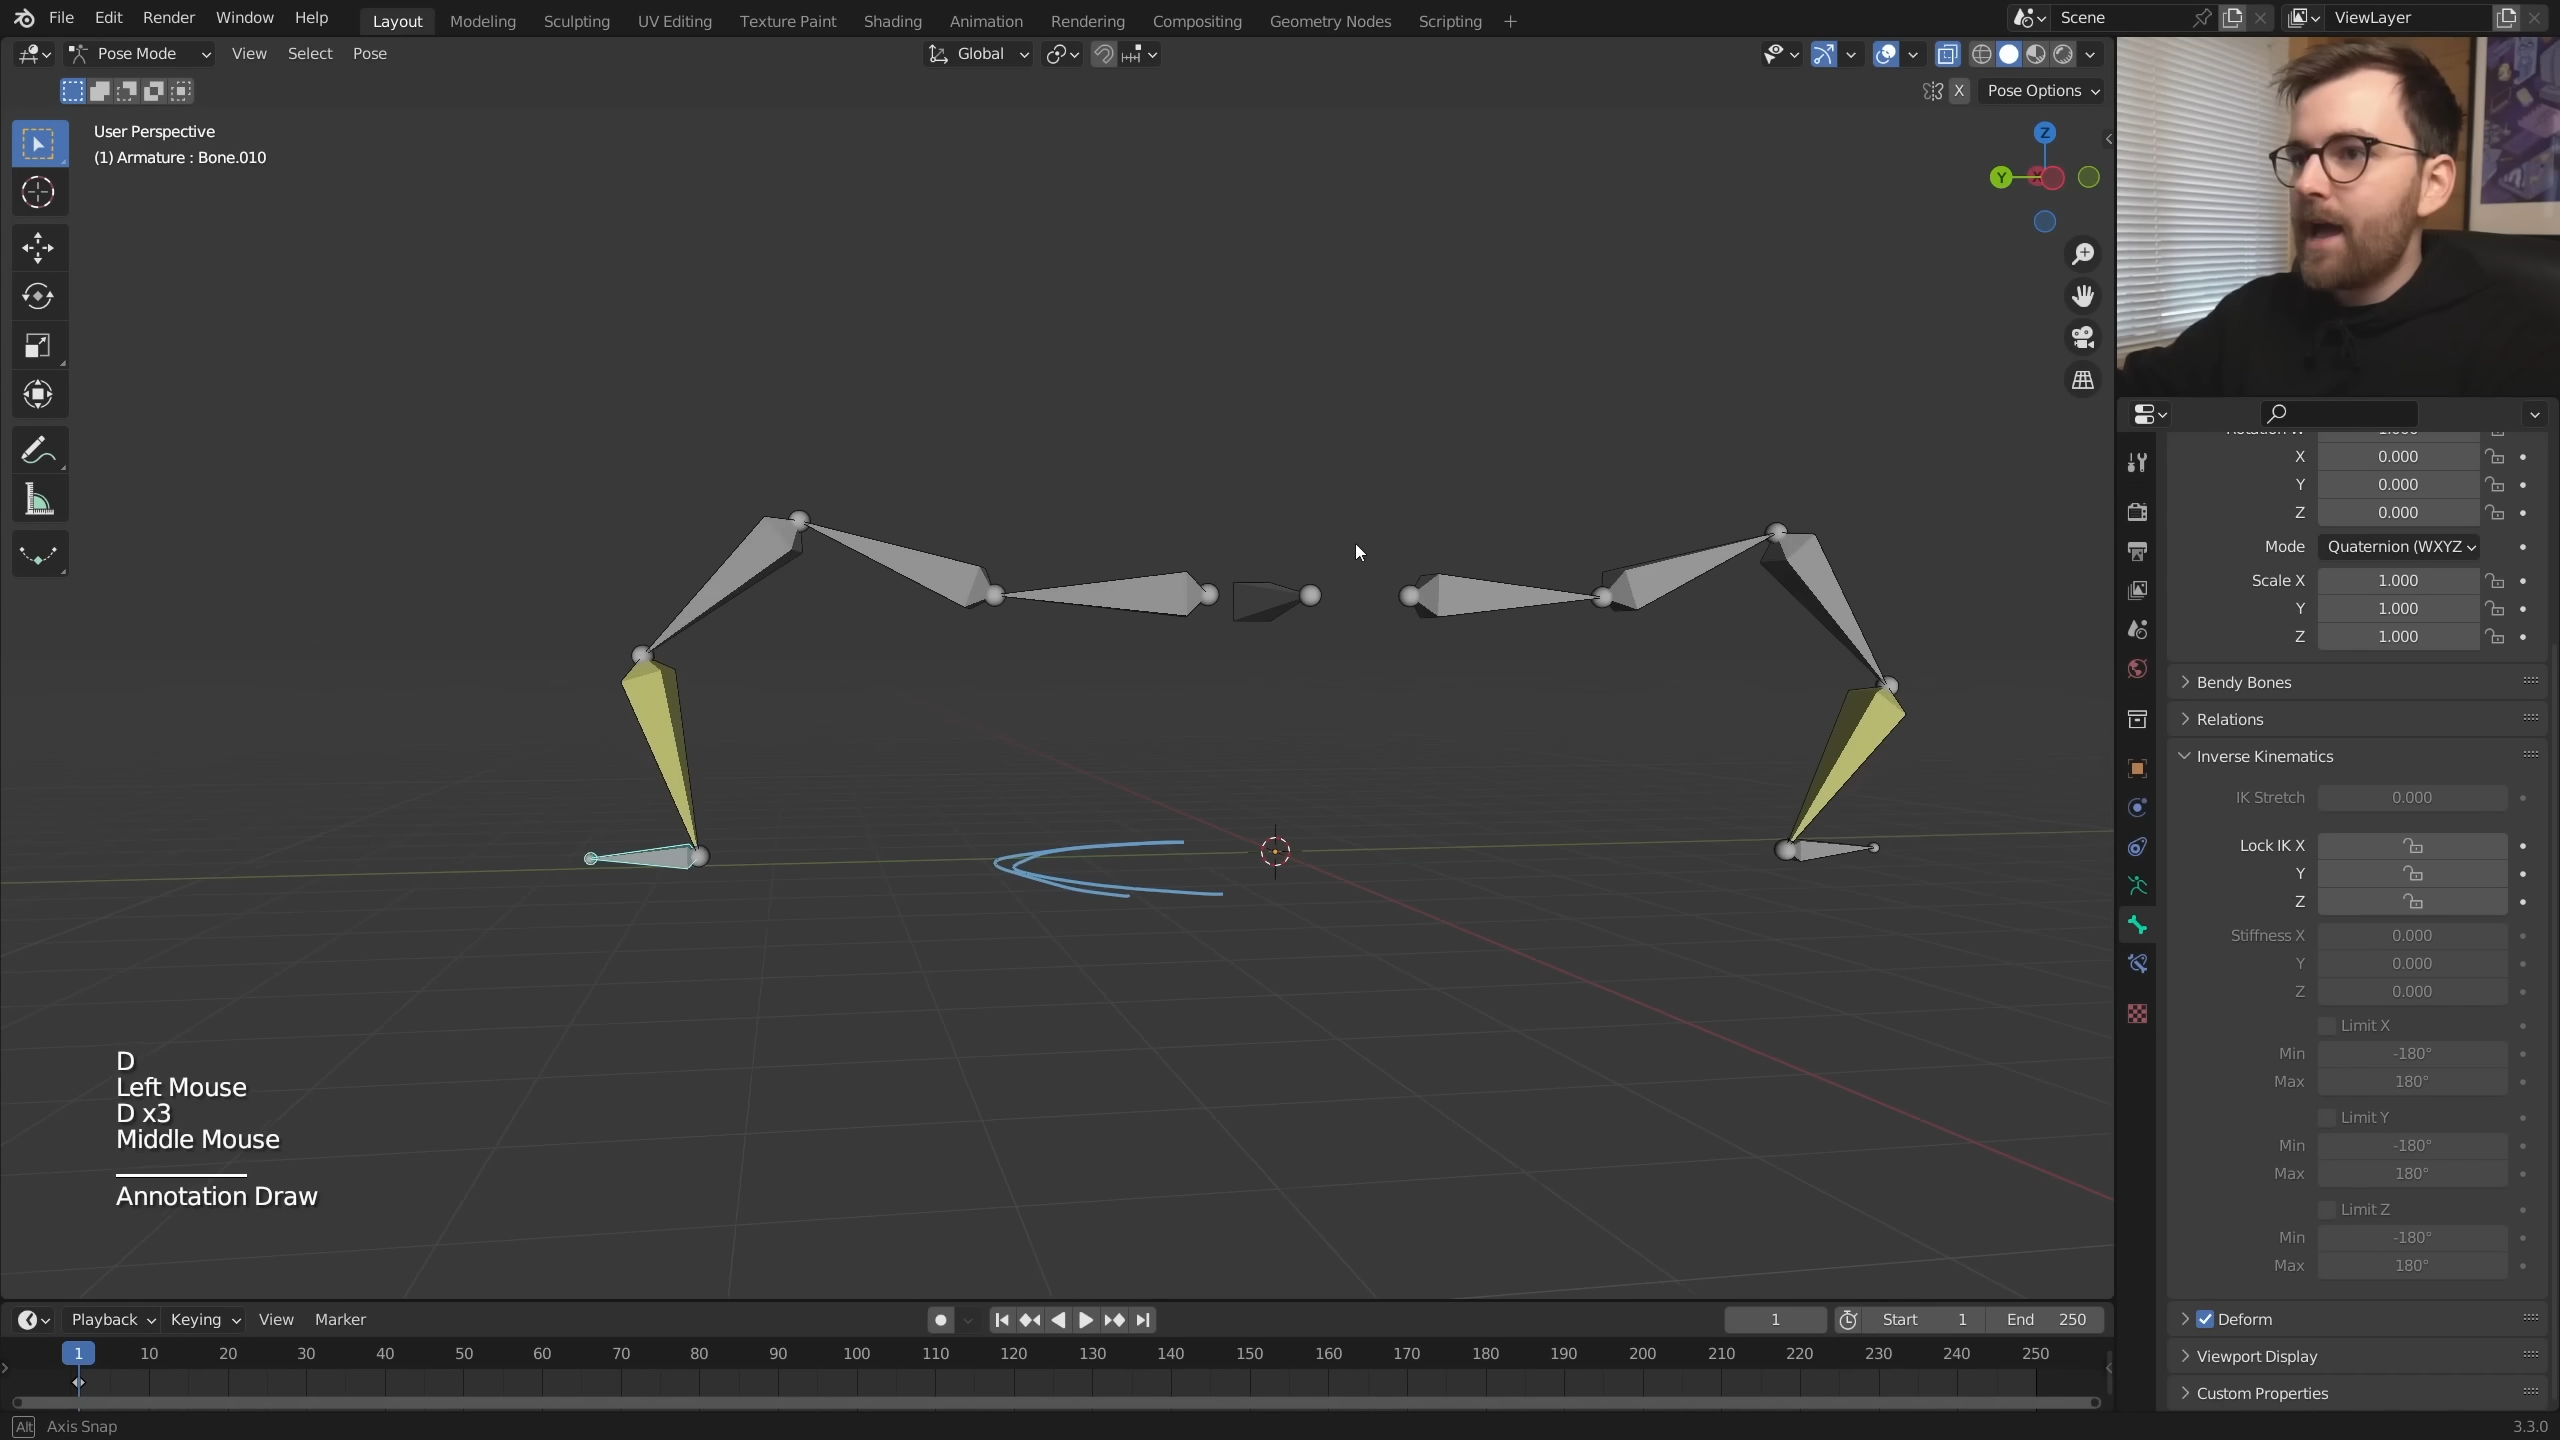 File Edit Render Window Help Layout Modeling Sculpting UV Editing Texture Paint Shading Animation Rendering Compositing Geometry Nodes Scripting + Scene ViewLayer
Pose Mode View Select Pose Global
X Pose Options
User Perspective
(1) Armature : Bone.010
Z
Y
X 0.000
Y 0.000
Z 0.000
Mode Quaternion (WXYZ
Scale X 1.000
Y 1.000
Z 1.000
Bendy Bones
Relations
Inverse Kinematics
IK Stretch 0.000
Lock IK X
Y
Z
Stiffness X 0.000
Y 0.000
Z 0.000
Limit X
Min -180°
Max 180°
Limit Y
Min -180°
Max 180°
Limit Z
Min -180°
Max 180°
Deform
Viewport Display
Custom Properties
D
Left Mouse
D x3
Middle Mouse
Annotation Draw
Playback Keying View Marker 1 Start 1 End 250
1 10 20 30 40 50 60 70 80 90 100 110 120 130 140 150 160 170 180 190 200 210 220 230 240 250
Alt Axis Snap 3.3.0